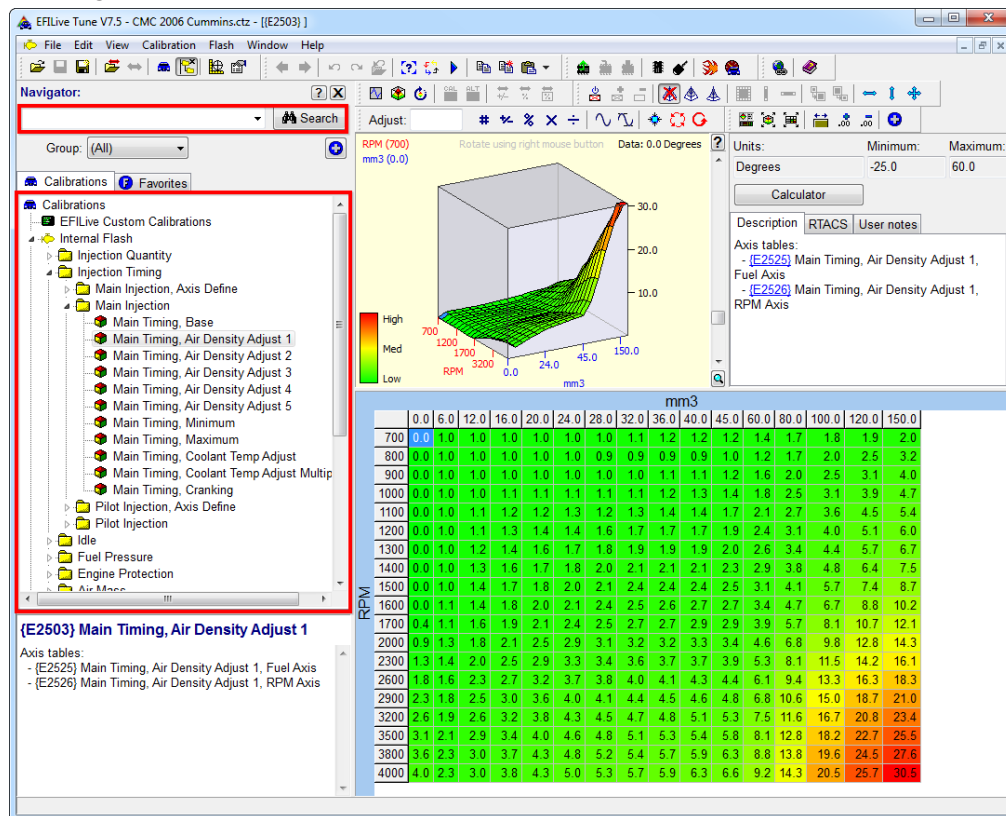 EFILive Tune V7.5 - CMC 2006 Cummins.ctz - [{E2503} ]
File Edit View Calibration Flash Window Help
Navigator:
Search
Group: (All)
Calibrations Favorites
Calibrations
EFILive Custom Calibrations
Internal Flash
Injection Quantity
Injection Timing
Main Injection, Axis Define
Main Injection
Main Timing, Base
Main Timing, Air Density Adjust 1
Main Timing, Air Density Adjust 2
Main Timing, Air Density Adjust 3
Main Timing, Air Density Adjust 4
Main Timing, Air Density Adjust 5
Main Timing, Minimum
Main Timing, Maximum
Main Timing, Coolant Temp Adjust
Main Timing, Coolant Temp Adjust Multip
Main Timing, Cranking
Pilot Injection, Axis Define
Pilot Injection
Idle
Fuel Pressure
Engine Protection
Air Mass
{E2503} Main Timing, Air Density Adjust 1
Axis tables:
- {E2525} Main Timing, Air Density Adjust 1, Fuel Axis
- {E2526} Main Timing, Air Density Adjust 1, RPM Axis
CAL ALT
Adjust: # % × ÷
RPM (700) Rotate using right mouse button Data: 0.0 Degrees
mm3 (0.0)
30.0
20.0
10.0
High
Med
Low
700 1200 1700 3200
RPM
0.0 24.0 45.0 150.0
mm3
Units: Minimum: Maximum:
Degrees -25.0 60.0
Calculator
Description RTACS User notes
Axis tables:
- {E2525} Main Timing, Air Density Adjust 1,
Fuel Axis
- {E2526} Main Timing, Air Density Adjust 1,
RPM Axis
mm3
0.0 6.0 12.0 16.0 20.0 24.0 28.0 32.0 36.0 40.0 45.0 60.0 80.0 100.0 120.0 150.0
RPM
700 0.0 1.0 1.0 1.0 1.0 1.0 1.0 1.1 1.2 1.2 1.2 1.4 1.7 1.8 1.9 2.0
800 0.0 1.0 1.0 1.0 1.0 1.0 0.9 0.9 0.9 0.9 1.0 1.2 1.7 2.0 2.5 3.2
900 0.0 1.0 1.0 1.0 1.0 1.0 1.0 1.0 1.1 1.1 1.2 1.6 2.0 2.5 3.1 4.0
1000 0.0 1.0 1.0 1.1 1.1 1.1 1.1 1.1 1.2 1.3 1.4 1.8 2.5 3.1 3.9 4.7
1100 0.0 1.0 1.1 1.2 1.2 1.3 1.2 1.3 1.4 1.4 1.7 2.1 2.7 3.6 4.5 5.4
1200 0.0 1.0 1.1 1.3 1.4 1.4 1.6 1.7 1.7 1.7 1.9 2.4 3.1 4.0 5.1 6.0
1300 0.0 1.0 1.2 1.4 1.6 1.7 1.8 1.9 1.9 1.9 2.0 2.6 3.4 4.4 5.7 6.7
1400 0.0 1.0 1.3 1.6 1.7 1.8 2.0 2.1 2.1 2.1 2.3 2.9 3.8 4.8 6.4 7.5
1500 0.0 1.0 1.4 1.7 1.8 2.0 2.1 2.4 2.4 2.4 2.5 3.1 4.1 5.7 7.4 8.7
1600 0.0 1.1 1.4 1.8 2.0 2.1 2.4 2.5 2.6 2.7 2.7 3.4 4.7 6.7 8.8 10.2
1700 0.4 1.1 1.6 1.9 2.1 2.4 2.5 2.7 2.7 2.9 2.9 3.9 5.7 8.1 10.7 12.1
2000 0.9 1.3 1.8 2.1 2.5 2.9 3.1 3.2 3.2 3.3 3.4 4.6 6.8 9.8 12.8 14.3
2300 1.3 1.4 2.0 2.5 2.9 3.3 3.4 3.6 3.7 3.7 3.9 5.3 8.1 11.5 14.2 16.1
2600 1.8 1.6 2.3 2.7 3.2 3.7 3.8 4.0 4.1 4.3 4.4 6.1 9.4 13.3 16.3 18.3
2900 2.3 1.8 2.5 3.0 3.6 4.0 4.1 4.4 4.5 4.6 4.8 6.8 10.6 15.0 18.7 21.0
3200 2.6 1.9 2.6 3.2 3.8 4.3 4.5 4.7 4.8 5.1 5.3 7.5 11.6 16.7 20.8 23.4
3500 3.1 2.1 2.9 3.4 4.0 4.6 4.8 5.1 5.3 5.4 5.8 8.1 12.8 18.2 22.7 25.5
3800 3.6 2.3 3.0 3.7 4.3 4.8 5.2 5.4 5.7 5.9 6.3 8.8 13.8 19.6 24.5 27.6
4000 4.0 2.3 3.0 3.8 4.3 5.0 5.3 5.7 5.9 6.3 6.6 9.2 14.3 20.5 25.7 30.5